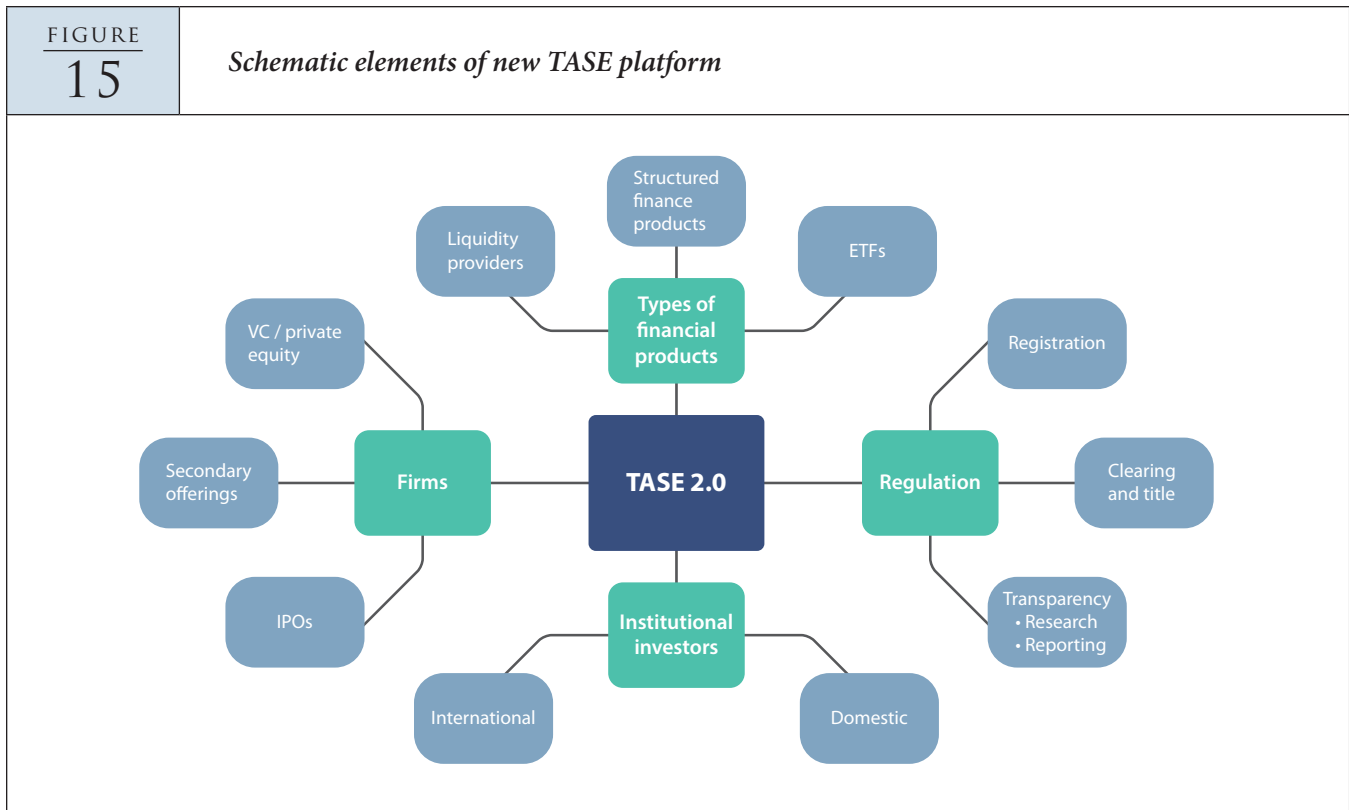 FIGURE
15
Schematic elements of new TASE platform
Structured
finance
products
Liquidity
providers
ETFs
Types of
financial
products
VC / private
equity
Registration
Secondary
offerings
Firms
TASE 2.0
Regulation
Clearing
and title
IPOs
Institutional
investors
Transparency
• Research
• Reporting
International
Domestic